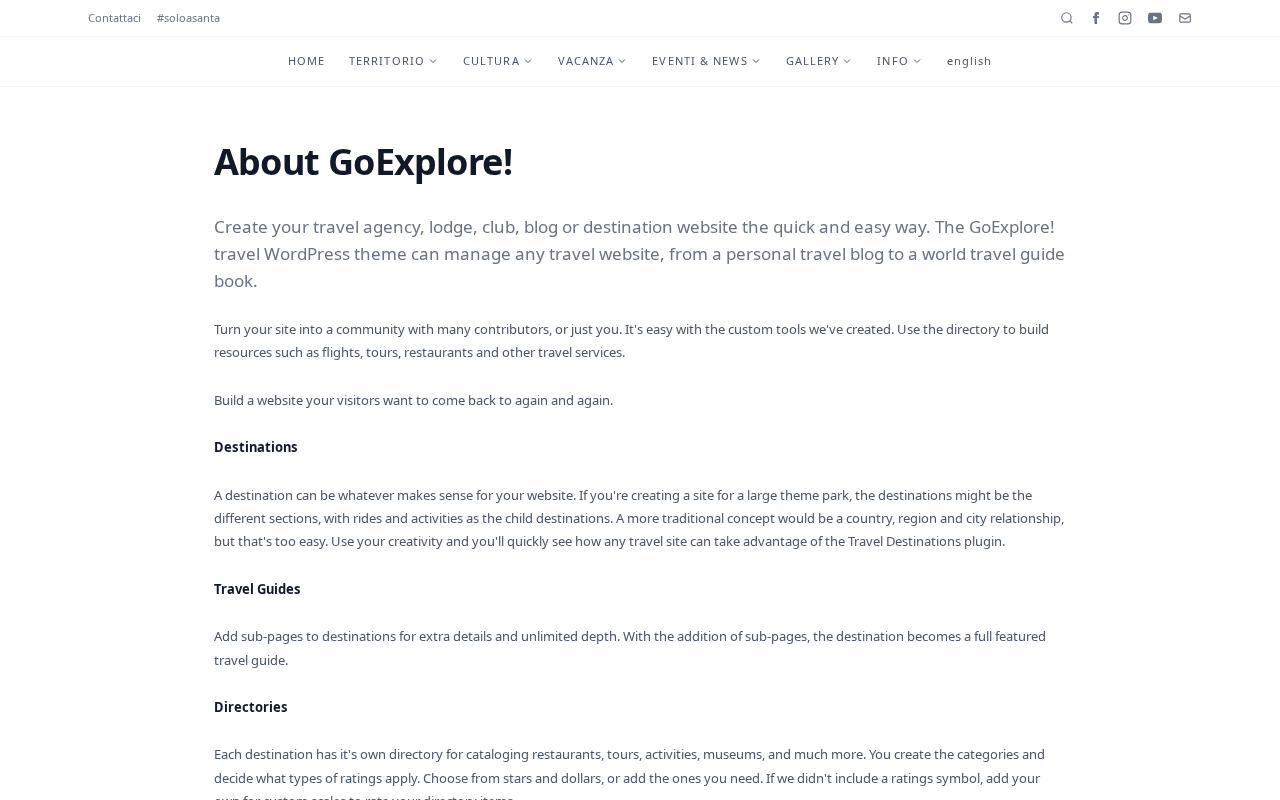 Contattaci #soloasanta
HOME TERRITORIO CULTURA VACANZA EVENTI & NEWS GALLERY INFO english
About GoExplore!
Create your travel agency, lodge, club, blog or destination website the quick and easy way. The GoExplore!
travel WordPress theme can manage any travel website, from a personal travel blog to a world travel guide
book.
Turn your site into a community with many contributors, or just you. It's easy with the custom tools we've created. Use the directory to build
resources such as flights, tours, restaurants and other travel services.
Build a website your visitors want to come back to again and again.
Destinations
A destination can be whatever makes sense for your website. If you're creating a site for a large theme park, the destinations might be the
different sections, with rides and activities as the child destinations. A more traditional concept would be a country, region and city relationship,
but that's too easy. Use your creativity and you'll quickly see how any travel site can take advantage of the Travel Destinations plugin.
Travel Guides
Add sub-pages to destinations for extra details and unlimited depth. With the addition of sub-pages, the destination becomes a full featured
travel guide.
Directories
Each destination has it's own directory for cataloging restaurants, tours, activities, museums, and much more. You create the categories and
decide what types of ratings apply. Choose from stars and dollars, or add the ones you need. If we didn't include a ratings symbol, add your
own for custom scales to rate your directory items.